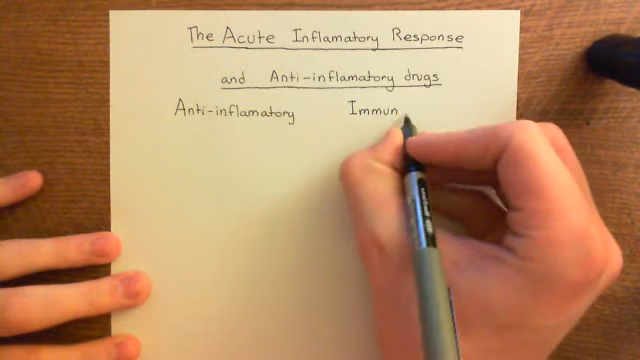 The Acute Inflamatory Response
and Anti-inflamatory drugs
Anti-inflamatory Immun